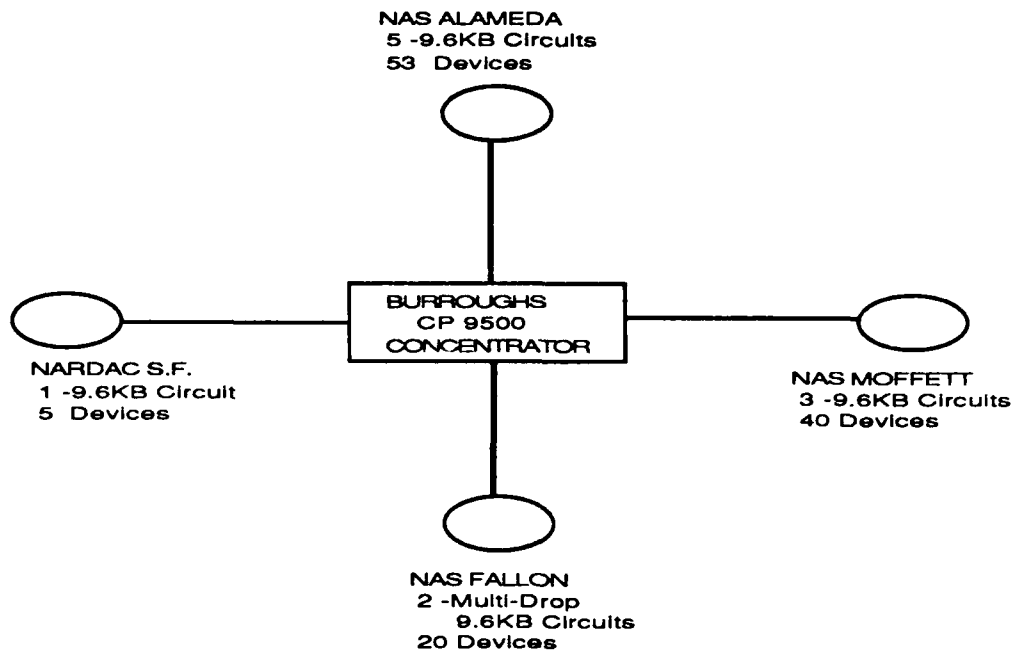 NAS ALAMEDA
5 -9.6KB Circuits
53 Devices
BURROUGHS
CP 9500
CONCENTRATOR
NARDAC S.F.
1 -9.6KB Circuit
5 Devices
NAS MOFFETT
3 -9.6KB Circuits
40 Devices
NAS FALLON
2 -Multi-Drop
9.6KB Circuits
20 Devices